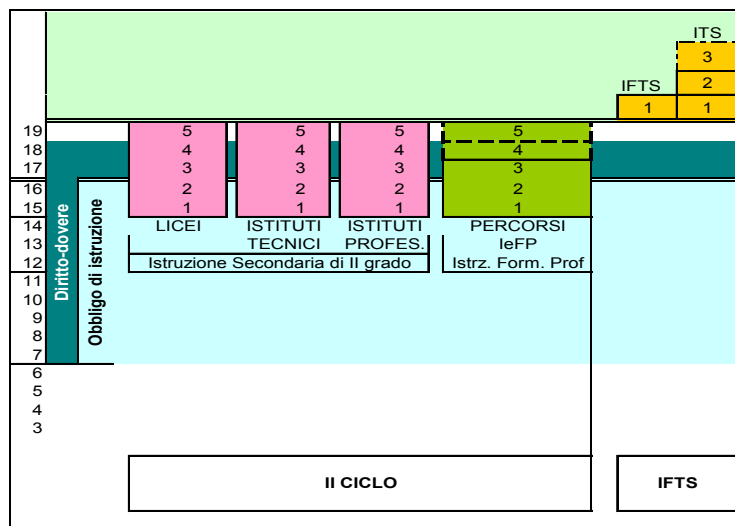 ITS
3
IFTS 2
1 1
19 5 5 5 5
18 4 4 4 4
17 3 3 3 3
16 2 2 2 2
15 1 1 1 1
14 LICEI ISTITUTI ISTITUTI PERCORSI
13 TECNICI PROFES. IeFP
12 Istruzione Secondaria di II grado Istrz. Form. Prof
11
10
9
8
7
Diritto-dovere
Obbligo di istruzione
6
5
4
3
II CICLO IFTS